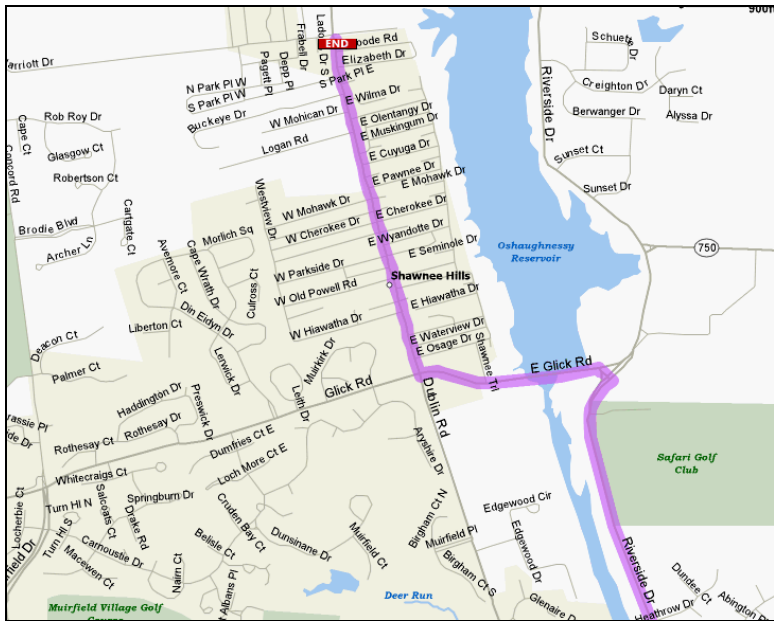 900ft
Schuetz Dr
Frabell Dr
END
Elizabeth Dr
Pagett Pl
Depp Pl
N Park Pl W
S Park Pl W
S Park Pl E
Riverside Dr
Creighton Dr
Daryn Ct
Berwanger Dr
Alyssa Dr
E Wilma Dr
Buckeye Dr
W Mohican Dr
E Olentangy Dr
E Muskingum Dr
Rob Roy Dr
Cape Ct
Logan Rd
E Cuyuga Dr
Glasgow Ct
Concord Rd
Robertson Ct
E Pawnee Dr
E Mohawk Dr
Sunset Ct
Sunset Dr
Westview Dr
W Mohawk Dr
E Cherokee Dr
W Cherokee Dr
E Wyandotte Dr
E Seminole Dr
Brodie Blvd
Cartgate Ct
Archer Ln
Morlich Sq
Avemore Ct
Cape Wrath Dr
Culross Ct
Oshaughnessy
Reservoir
750
W Parkside Dr
Shawnee Hills
W Old Powell Rd
E Hiawatha Dr
Din Eidyn Dr
Liberton Ct
W Hiawatha Dr
E Waterview Dr
E Osage Dr
Shawnee Trl
Deacon Ct
Palmer Ct
Lerwick Dr
Muirkirk Dr
E Glick Rd
Glick Rd
Leith Dr
Dublin Rd
Haddington Dr
Preswick Dr
Rothesay Dr
Rothesay Ct
Dumfries Ct E
Loch More Ct E
Aryshire Dr
Safari Golf
Club
Whitecraigs Ct
Locherbie Ct
Turn Hl N
Turn Hl S
Salcoats Ct
Springburn Dr
Drake Rd
Cruden Bay Ct
Edgewood Cir
Edgewood Dr
Birgham Ct N
Muirfield Pl
Birgham Ct S
Carnoustie Dr
Macewen Ct
Nairn Ct
Belisle Ct
Dunsinane Dr
Muirfield Ct
Riverside Dr
Dundee Ct
Abington Pl
Heathrow Dr
Glenaire Dr
Deer Run
Muirfield Village Golf